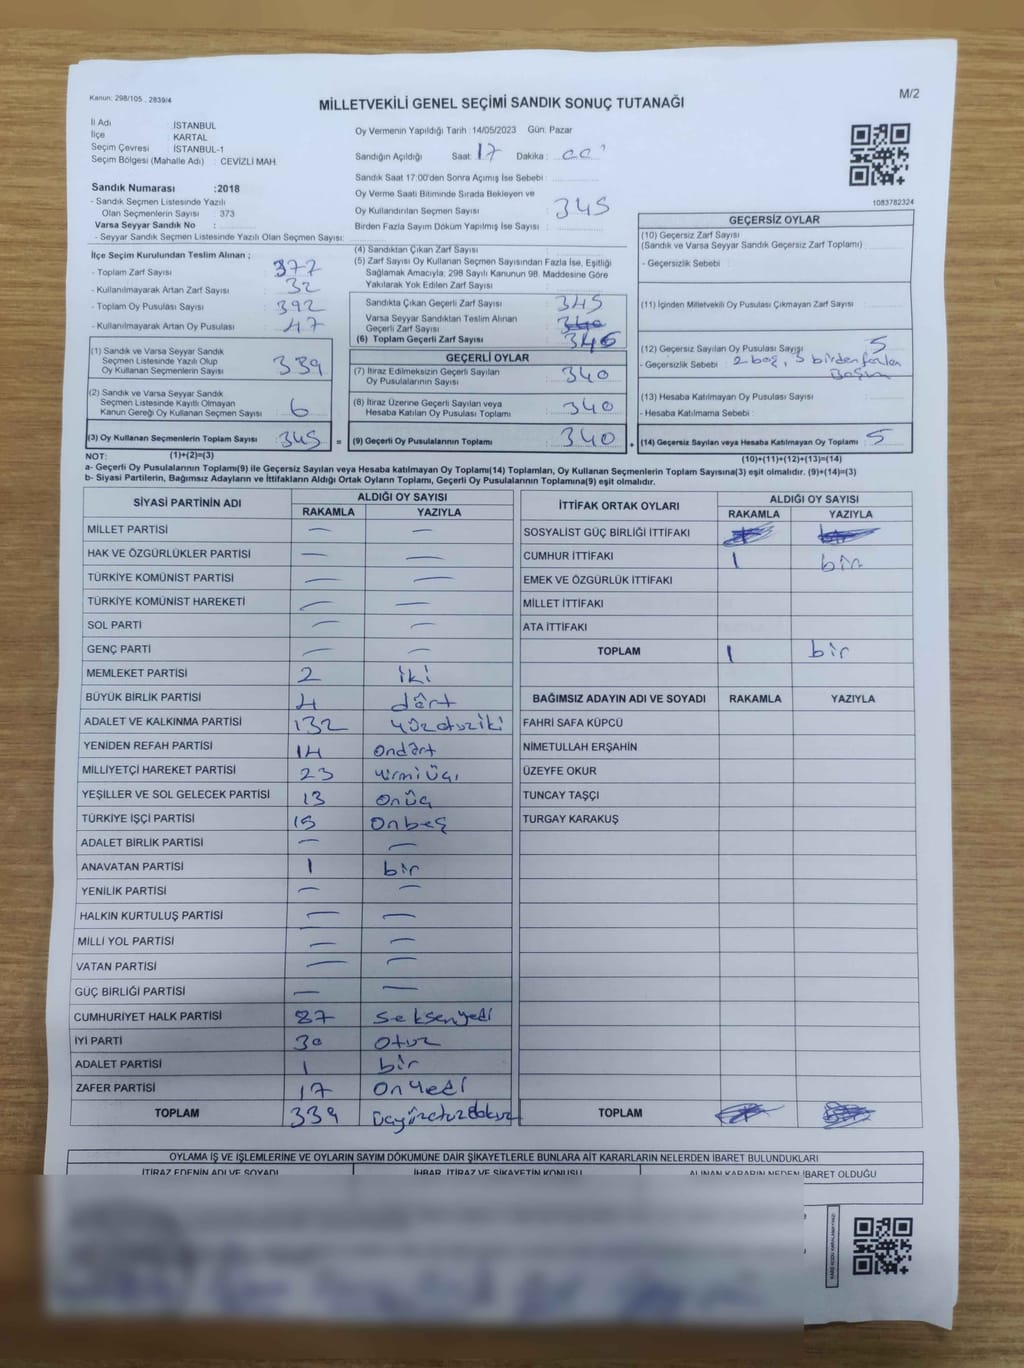 Kanun: 298/105 , 2839/4
M/2
MİLLETVEKİLİ GENEL SEÇİMİ SANDIK SONUÇ TUTANAĞI
İl Adı : İSTANBUL
İlçe : KARTAL
Seçim Çevresi : İSTANBUL-1
Seçim Bölgesi (Mahalle Adı) : CEVİZLİ MAH.
Sandık Numarası :2018
- Sandık Seçmen Listesinde Yazılı
Olan Seçmenlerin Sayısı : 373
Varsa Seyyar Sandık No :
- Seyyar Sandık Seçmen Listesinde Yazılı Olan Seçmen Sayısı:
Oy Vermenin Yapıldığı Tarih :14/05/2023 Gün: Pazar
Sandığın Açıldığı Saat: 17 Dakika : 00
Sandık Saat 17:00'den Sonra Açımış İse Sebebi :
Oy Verme Saati Bitiminde Sırada Bekleyen ve
Oy Kullandırılan Seçmen Sayısı : 345
Birden Fazla Sayım Döküm Yapılmış İse Sayısı :
1083782324
İlçe Seçim Kurulundan Teslim Alınan ;
- Toplam Zarf Sayısı : 377
- Kullanılmayarak Artan Zarf Sayısı : 32
- Toplam Oy Pusulası Sayısı : 392
- Kullanılmayarak Artan Oy Pusulası : 47
(1) Sandık ve Varsa Seyyar Sandık
Seçmen Listesinde Yazılı Olup
Oy Kullanan Seçmenlerin Sayısı : 339
(2) Sandık ve Varsa Seyyar Sandık
Seçmen Listesinde Kayıtlı Olmayan
Kanun Gereği Oy Kullanan Seçmen Sayısı : 6
(3) Oy Kullanan Seçmenlerin Toplam Sayısı : 345 =
(4) Sandıktan Çıkan Zarf Sayısı :
(5) Zarf Sayısı Oy Kullanan Seçmen Sayısından Fazla İse, Eşitliği
Sağlamak Amacıyla; 298 Sayılı Kanunun 98. Maddesine Göre
Yakılarak Yok Edilen Zarf Sayısı :
Sandıkta Çıkan Geçerli Zarf Sayısı : 345
Varsa Seyyar Sandıktan Teslim Alınan
Geçerli Zarf Sayısı :
(6) Toplam Geçerli Zarf Sayısı :
GEÇERLİ OYLAR
(7) İtiraz Edilmeksizin Geçerli Sayılan
Oy Pusulalarının Sayısı : 340
(8) İtiraz Üzerine Geçerli Sayılan veya
Hesaba Katılan Oy Pusulası Toplamı : 340
(9) Geçerli Oy Pusulalarının Toplamı : 340 +
GEÇERSİZ OYLAR
(10) Geçersiz Zarf Sayısı
(Sandık ve Varsa Seyyar Sandık Geçersiz Zarf Toplamı) :
- Geçersizlik Sebebi :
(11) İçinden Milletvekili Oy Pusulası Çıkmayan Zarf Sayısı :
(12) Geçersiz Sayılan Oy Pusulası Sayısı : 5
- Geçersizlik Sebebi : 2 boş, 3 birden fazla
Basım
(13) Hesaba Katılmayan Oy Pusulası Sayısı :
- Hesaba Katılmama Sebebi :
(14) Geçersiz Sayılan veya Hesaba Katılmayan Oy Toplamı : 5
NOT: (1)+(2)=(3)
(10)+(11)+(12)+(13)=(14)
a- Geçerli Oy Pusulalarının Toplamı(9) ile Geçersiz Sayılan veya Hesaba katılmayan Oy Toplamı(14) Toplamları, Oy Kullanan Seçmenlerin Toplam Sayısına(3) eşit olmalıdır. (9)+(14)=(3)
b- Siyasi Partilerin, Bağımsız Adayların ve İttifakların Aldığı Ortak Oyların Toplamı, Geçerli Oy Pusulalarının Toplamına(9) eşit olmalıdır.
SİYASİ PARTİNİN ADI ALDIĞI OY SAYISI
RAKAMLA YAZIYLA
MİLLET PARTİSİ — —
HAK VE ÖZGÜRLÜKLER PARTİSİ — —
TÜRKİYE KOMÜNİST PARTİSİ — —
TÜRKİYE KOMÜNİST HAREKETİ — —
SOL PARTİ — —
GENÇ PARTİ — —
MEMLEKET PARTİSİ 2 iki
BÜYÜK BİRLİK PARTİSİ 4 dört
ADALET VE KALKINMA PARTİSİ 132 yüzotuziki
YENİDEN REFAH PARTİSİ 14 ondört
MİLLİYETÇİ HAREKET PARTİSİ 23 yirmiüç
YEŞİLLER VE SOL GELECEK PARTİSİ 13 onüç
TÜRKİYE İŞÇİ PARTİSİ 15 onbeş
ADALET BİRLİK PARTİSİ — —
ANAVATAN PARTİSİ 1 bir
YENİLİK PARTİSİ — —
HALKIN KURTULUŞ PARTİSİ — —
MİLLİ YOL PARTİSİ — —
VATAN PARTİSİ — —
GÜÇ BİRLİĞİ PARTİSİ — —
CUMHURİYET HALK PARTİSİ 87 seksenyedi
İYİ PARTİ 30 otuz
ADALET PARTİSİ 1 bir
ZAFER PARTİSİ 17 onyedi
TOPLAM 339 üçyüzotuzdokuz
İTTİFAK ORTAK OYLARI ALDIĞI OY SAYISI
RAKAMLA YAZIYLA
SOSYALİST GÜÇ BİRLİĞİ İTTİFAKI
CUMHUR İTTİFAKI 1 bir
EMEK VE ÖZGÜRLÜK İTTİFAKI
MİLLET İTTİFAKI
ATA İTTİFAKI
TOPLAM 1 bir
BAĞIMSIZ ADAYIN ADI VE SOYADI RAKAMLA YAZIYLA
FAHRİ SAFA KÜPCÜ
NİMETULLAH ERŞAHİN
ÜZEYFE OKUR
TUNCAY TAŞÇI
TURGAY KARAKUŞ
TOPLAM
OYLAMA İŞ VE İŞLEMLERİNE VE OYLARIN SAYIM DÖKÜMÜNE DAİR ŞİKAYETLERLE BUNLARA AİT KARARLARIN NELERDEN İBARET BULUNDUKLARI
İTİRAZ EDENİN ADI VE SOYADI İHBAR, İTİRAZ VE ŞİKAYETİN KONUSU ALINAN KARARIN NEDEN İBARET OLDUĞU